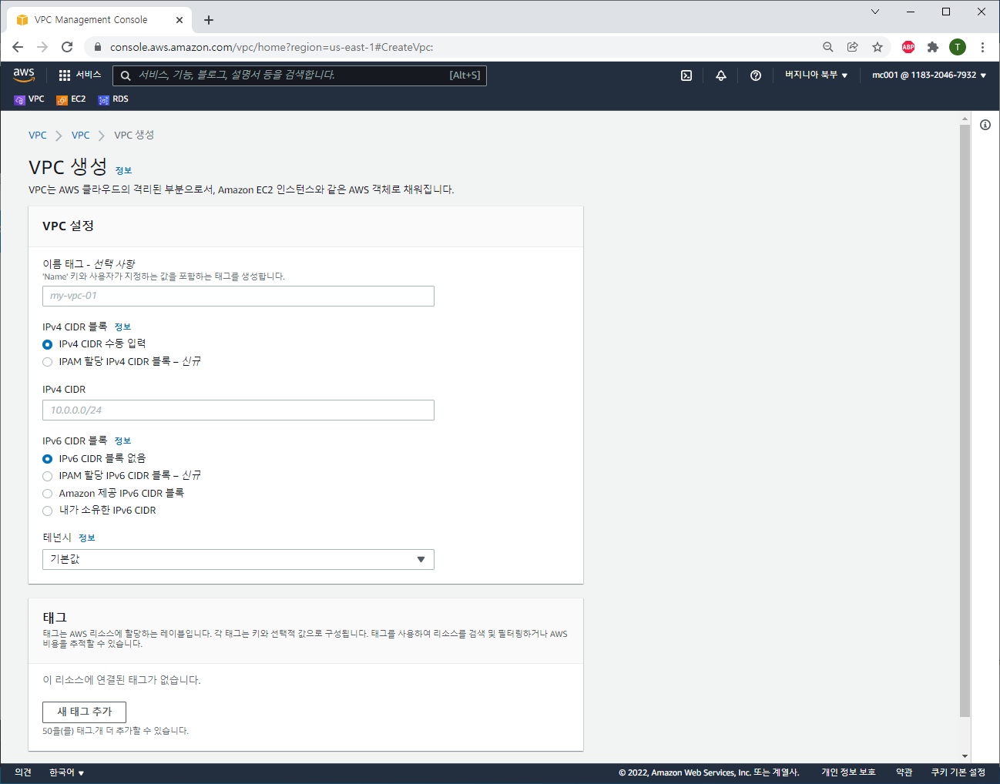 VPC Management Console
console.aws.amazon.com/vpc/home?region=us-east-1#CreateVpc:
ABP
T
aws
서비스
서비스, 기능, 블로그, 설명서 등을 검색합니다.
[Alt+S]
버지니아 북부
mc001 @ 1183-2046-7932
VPC
EC2
RDS
VPC
VPC
VPC 생성
VPC 생성 정보
VPC는 AWS 클라우드의 격리된 부분으로서, Amazon EC2 인스턴스와 같은 AWS 객체로 채워집니다.
VPC 설정
이름 태그 - 선택 사항
'Name' 키와 사용자가 지정하는 값을 포함하는 태그를 생성합니다.
my-vpc-01
IPv4 CIDR 블록 정보
IPv4 CIDR 수동 입력
IPAM 할당 IPv4 CIDR 블록 – 신규
IPv4 CIDR
10.0.0.0/24
IPv6 CIDR 블록 정보
IPv6 CIDR 블록 없음
IPAM 할당 IPv6 CIDR 블록 – 신규
Amazon 제공 IPv6 CIDR 블록
내가 소유한 IPv6 CIDR
테넌시 정보
기본값
태그
태그는 AWS 리소스에 할당하는 레이블입니다. 각 태그는 키와 선택적 값으로 구성됩니다. 태그를 사용하여 리소스를 검색 및 필터링하거나 AWS
비용을 추적할 수 있습니다.
이 리소스에 연결된 태그가 없습니다.
새 태그 추가
50을(를) 태그.개 더 추가할 수 있습니다.
의견
한국어
© 2022, Amazon Web Services, Inc. 또는 계열사.
개인 정보 보호
약관
쿠키 기본 설정